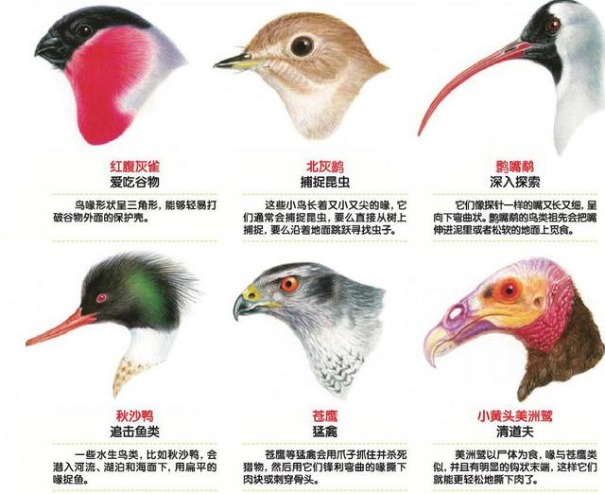 红腹灰雀
爱吃谷物
鸟喙形状呈三角形，能够轻易打
破谷物外面的保护壳。
北灰鹟
捕捉昆虫
这些小鸟长着又小又尖的喙，它
们通常会捕捉昆虫，要么直接从树上
捕捉，要么沿着地面跳跃寻找虫子。
鹮嘴鹬
深入探索
它们像探针一样的嘴又长又细，呈
向下弯曲状。鹮嘴鹬的鸟类祖先会把嘴
伸进泥里或者松软的地面上觅食。
秋沙鸭
追击鱼类
一些水生鸟类，比如秋沙鸭，会
潜入河流、湖泊和海面下，用扁平的
喙捉鱼。
苍鹰
猛禽
苍鹰等猛禽会用爪子抓住并杀死
猎物，然后用它们锋利弯曲的喙撕下
肉块或刺穿骨头。
小黄头美洲鹫
清道夫
美洲鹫以尸体为食，喙与苍鹰类
似，并且有明显的钩状末端，这样它们
就能更轻松地撕下肉了。